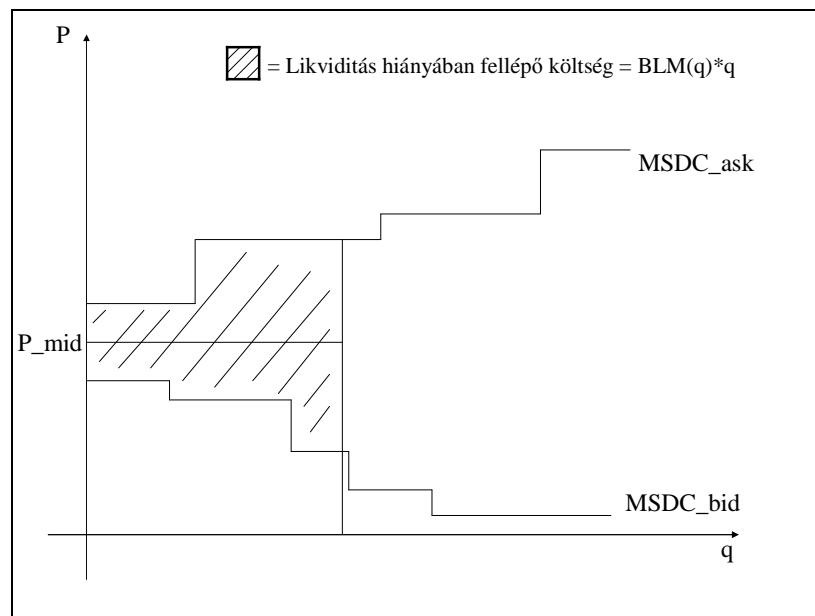 P
= Likviditás hiányában fellépő költség = BLM(q)*q
MSDC_ask
P_mid
MSDC_bid
q